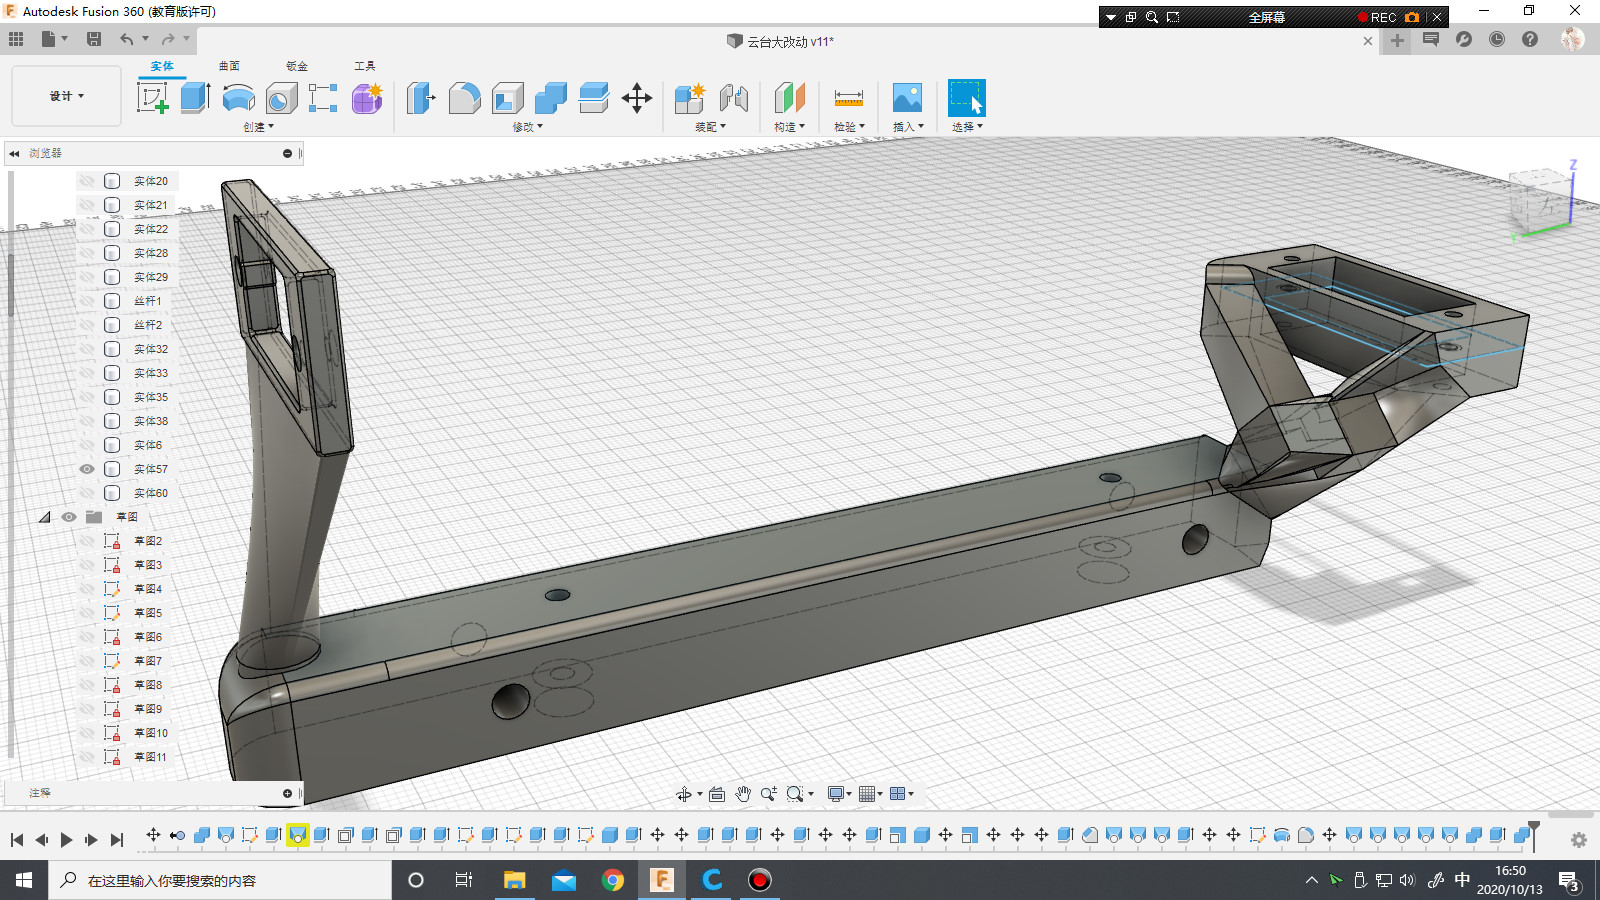 Autodesk Fusion 360 (教育版许可)
全屏幕
REC
云台大改动 v11*
实体
曲面
钣金
工具
设计
创建
修改
装配
构造
检验
插入
选择
浏览器
实体20
实体21
实体22
实体28
实体29
丝杆1
丝杆2
实体32
实体33
实体35
实体38
实体6
实体57
实体60
草图
草图2
草图3
草图4
草图5
草图6
草图7
草图8
草图9
草图10
草图11
注释
Z
在这里输入你要搜索的内容
中
16:50
2020/10/13
3